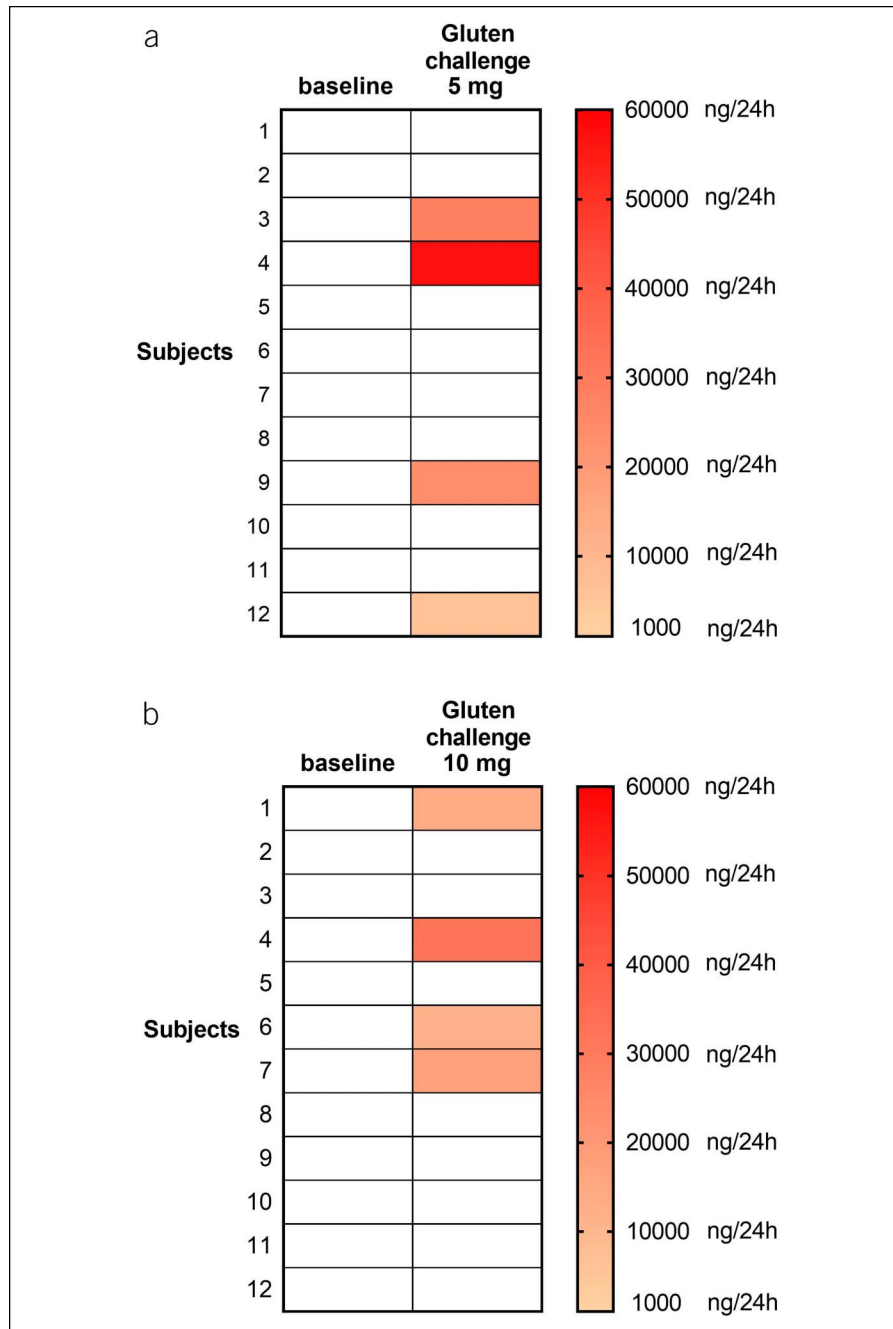 a
Gluten
challenge
baseline 5 mg
1
2
3
4
5
Subjects 6
7
8
9
10
11
12
60000 ng/24h
50000 ng/24h
40000 ng/24h
30000 ng/24h
20000 ng/24h
10000 ng/24h
1000 ng/24h
b
Gluten
challenge
baseline 10 mg
1
2
3
4
5
Subjects 6
7
8
9
10
11
12
60000 ng/24h
50000 ng/24h
40000 ng/24h
30000 ng/24h
20000 ng/24h
10000 ng/24h
1000 ng/24h